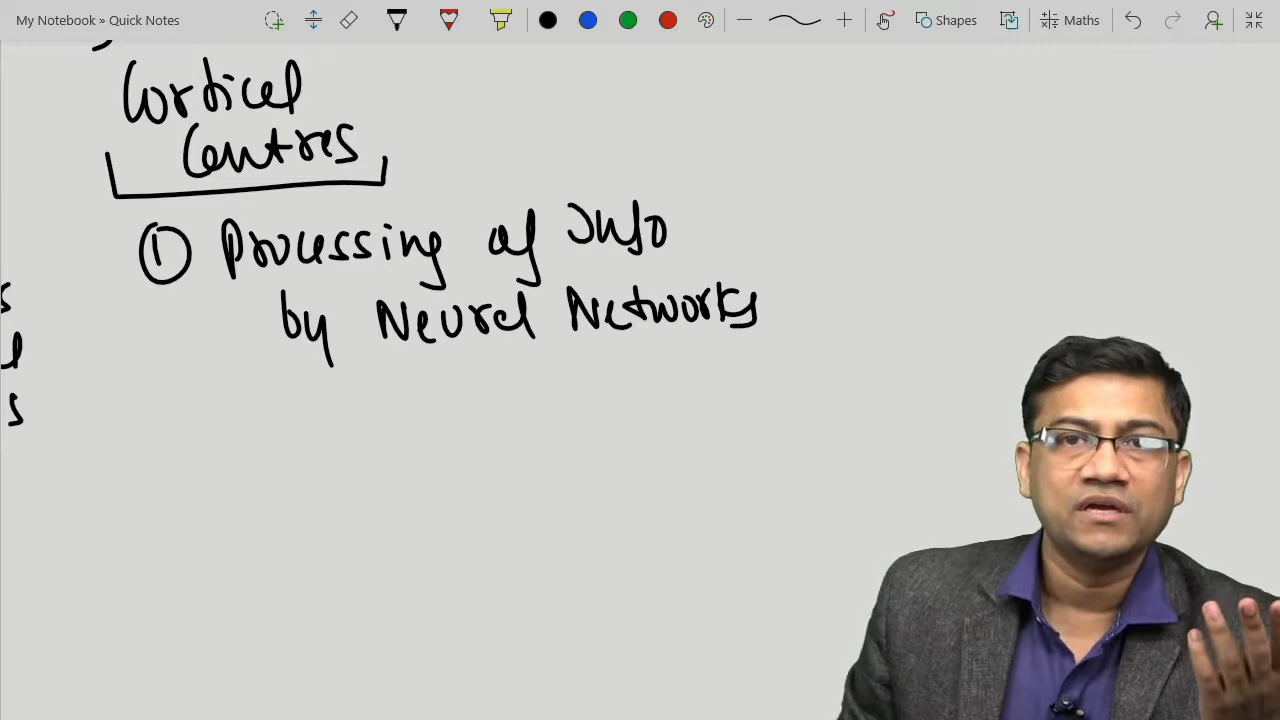 My Notebook » Quick Notes
Shapes
Maths
Cortical
Centres
① Processing of Info
by Neural Networks
s
l
s